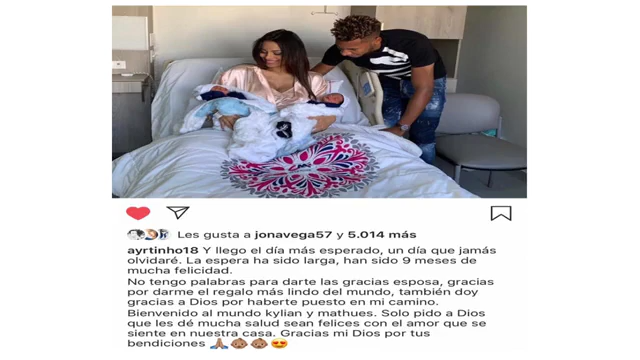 Les gusta a jonavega57 y 5.014 más
ayrtinho18 Y llego el día más esperado, un día que jamás
olvidaré. La espera ha sido larga, han sido 9 meses de
mucha felicidad.
No tengo palabras para darte las gracias esposa, gracias
por darme el regalo más lindo del mundo, también doy
gracias a Dios por haberte puesto en mi camino.
Bienvenido al mundo kylian y mathues. Solo pido a Dios
que les dé mucha salud sean felices con el amor que se
siente en nuestra casa. Gracias mi Dios por tus
bendiciones 🙏🏽👶🏽👶🏽😍